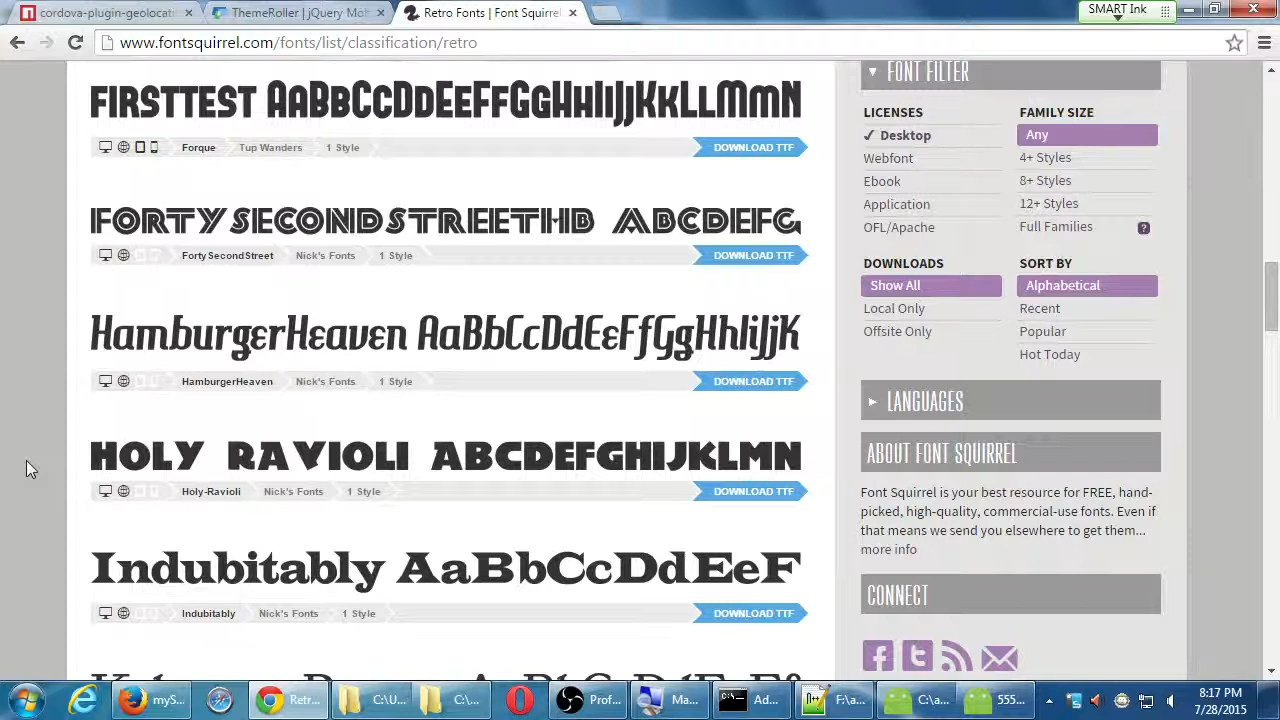 cordova-plugin-geolocati
ThemeRoller | jQuery Mob
Retro Fonts | Font Squirrel
SMART Ink
www.fontsquirrel.com/fonts/list/classification/retro
FIRSTTEST AaBbCcDdEeFfGgHhIiJjKkLlMmN
Forque Tup Wanders 1 Style DOWNLOAD TTF
FORTYSECONDSTREETHB ABCDEFG
FortySecondStreet Nick's Fonts 1 Style DOWNLOAD TTF
HamburgerHeaven AaBbCcDdEeFfGgHhIiJjK
HamburgerHeaven Nick's Fonts 1 Style DOWNLOAD TTF
HOLY RAVIOLI ABCDEFGHIJKLMN
Holy-Ravioli Nick's Fonts 1 Style DOWNLOAD TTF
Indubitably AaBbCcDdEeF
Indubitably Nick's Fonts 1 Style DOWNLOAD TTF
FONT FILTER
LICENSES FAMILY SIZE
✓ Desktop Any
Webfont 4+ Styles
Ebook 8+ Styles
Application 12+ Styles
OFL/Apache Full Families ?
DOWNLOADS SORT BY
Show All Alphabetical
Local Only Recent
Offsite Only Popular
Hot Today
LANGUAGES
ABOUT FONT SQUIRREL
Font Squirrel is your best resource for FREE, hand-
picked, high-quality, commercial-use fonts. Even if
that means we send you elsewhere to get them...
more info
CONNECT
myS... Retr... C:\U... C:\... Prof... Ma... Ad... F:\a... C:\a... 555...
8:17 PM
7/28/2015